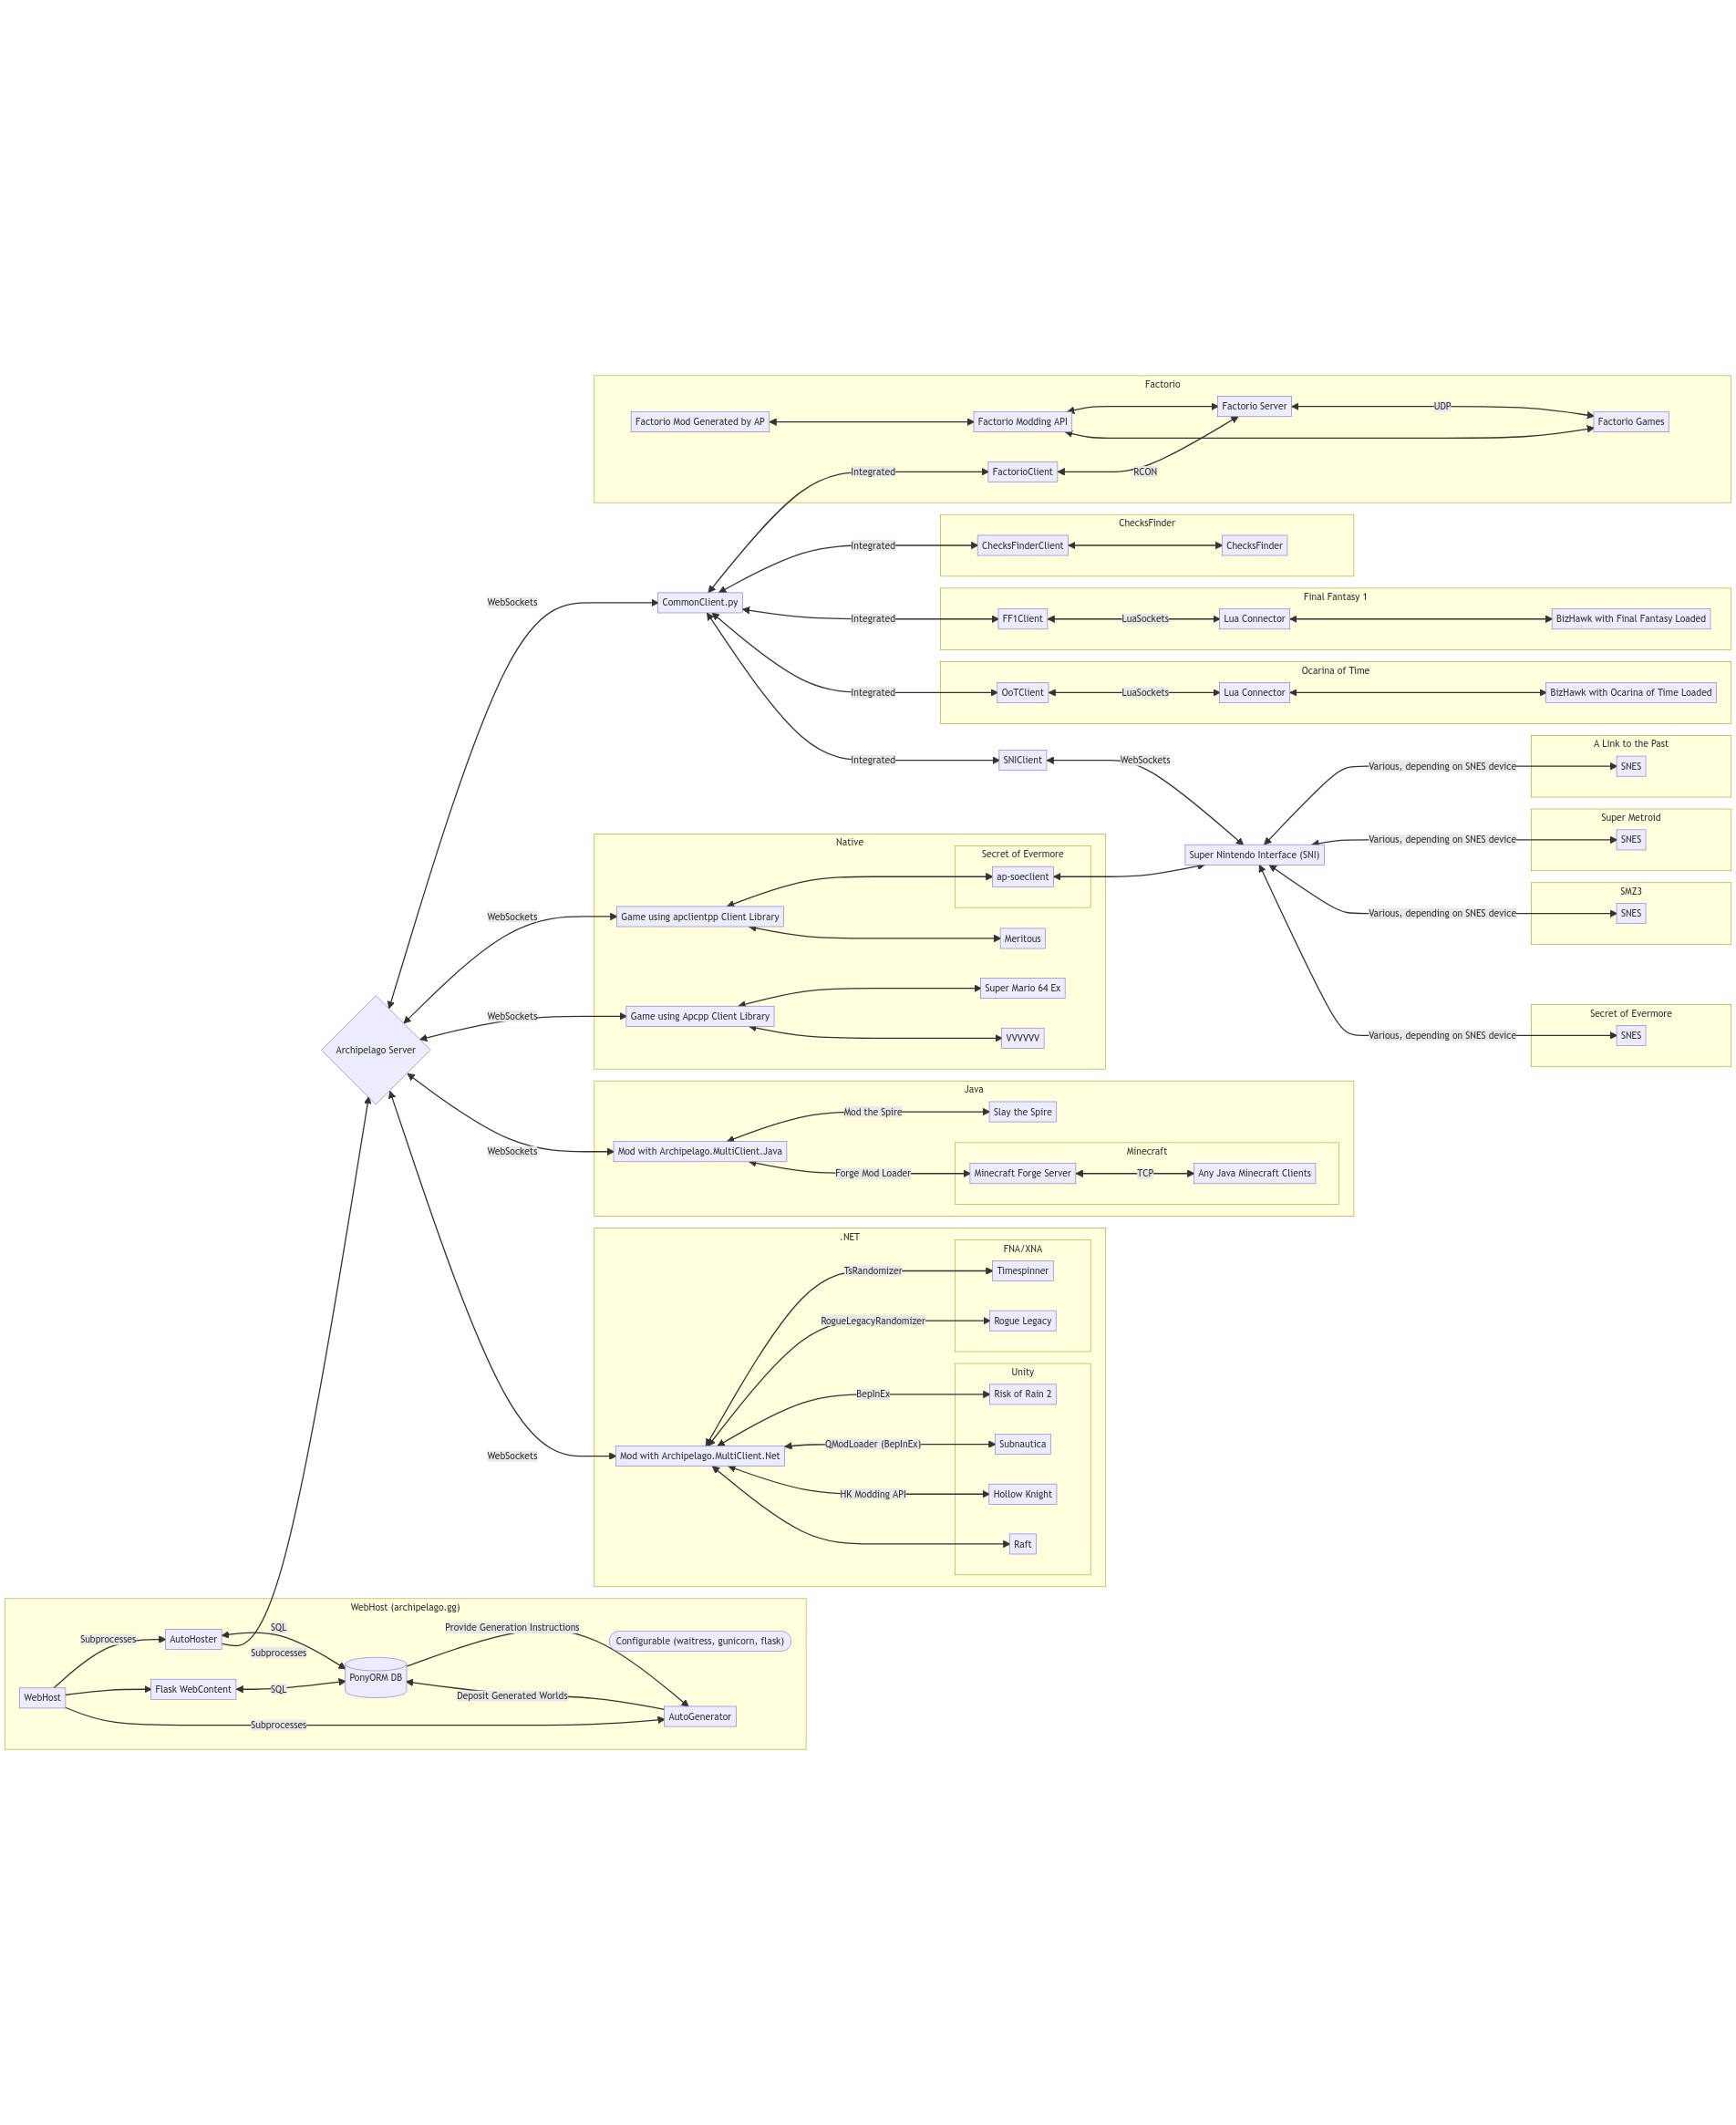 Factorio
Factorio Mod Generated by AP
Factorio Modding API
Factorio Server
UDP
Factorio Games
Integrated
FactorioClient
RCON
ChecksFinder
Integrated
ChecksFinderClient
ChecksFinder
WebSockets
CommonClient.py
Final Fantasy 1
Integrated
FF1Client
LuaSockets
Lua Connector
BizHawk with Final Fantasy Loaded
Ocarina of Time
Integrated
OoTClient
LuaSockets
Lua Connector
BizHawk with Ocarina of Time Loaded
Integrated
SNIClient
WebSockets
Super Nintendo Interface (SNI)
A Link to the Past
Various, depending on SNES device
SNES
Super Metroid
Various, depending on SNES device
SNES
SMZ3
Various, depending on SNES device
SNES
Secret of Evermore
Various, depending on SNES device
SNES
Native
Secret of Evermore
ap-soeclient
WebSockets
Game using apclientpp Client Library
Meritous
Super Mario 64 Ex
WebSockets
Game using Apcpp Client Library
VVVVVV
Archipelago Server
Java
Mod the Spire
Slay the Spire
WebSockets
Mod with Archipelago.MultiClient.Java
Minecraft
Forge Mod Loader
Minecraft Forge Server
TCP
Any Java Minecraft Clients
.NET
FNA/XNA
TsRandomizer
Timespinner
RogueLegacyRandomizer
Rogue Legacy
Unity
BepInEx
Risk of Rain 2
WebSockets
Mod with Archipelago.MultiClient.Net
QModLoader (BepInEx)
Subnautica
HK Modding API
Hollow Knight
Raft
WebHost (archipelago.gg)
Subprocesses
AutoHoster
SQL
Subprocesses
Provide Generation Instructions
Configurable (waitress, gunicorn, flask)
WebHost
Flask WebContent
SQL
PonyORM DB
Deposit Generated Worlds
AutoGenerator
Subprocesses